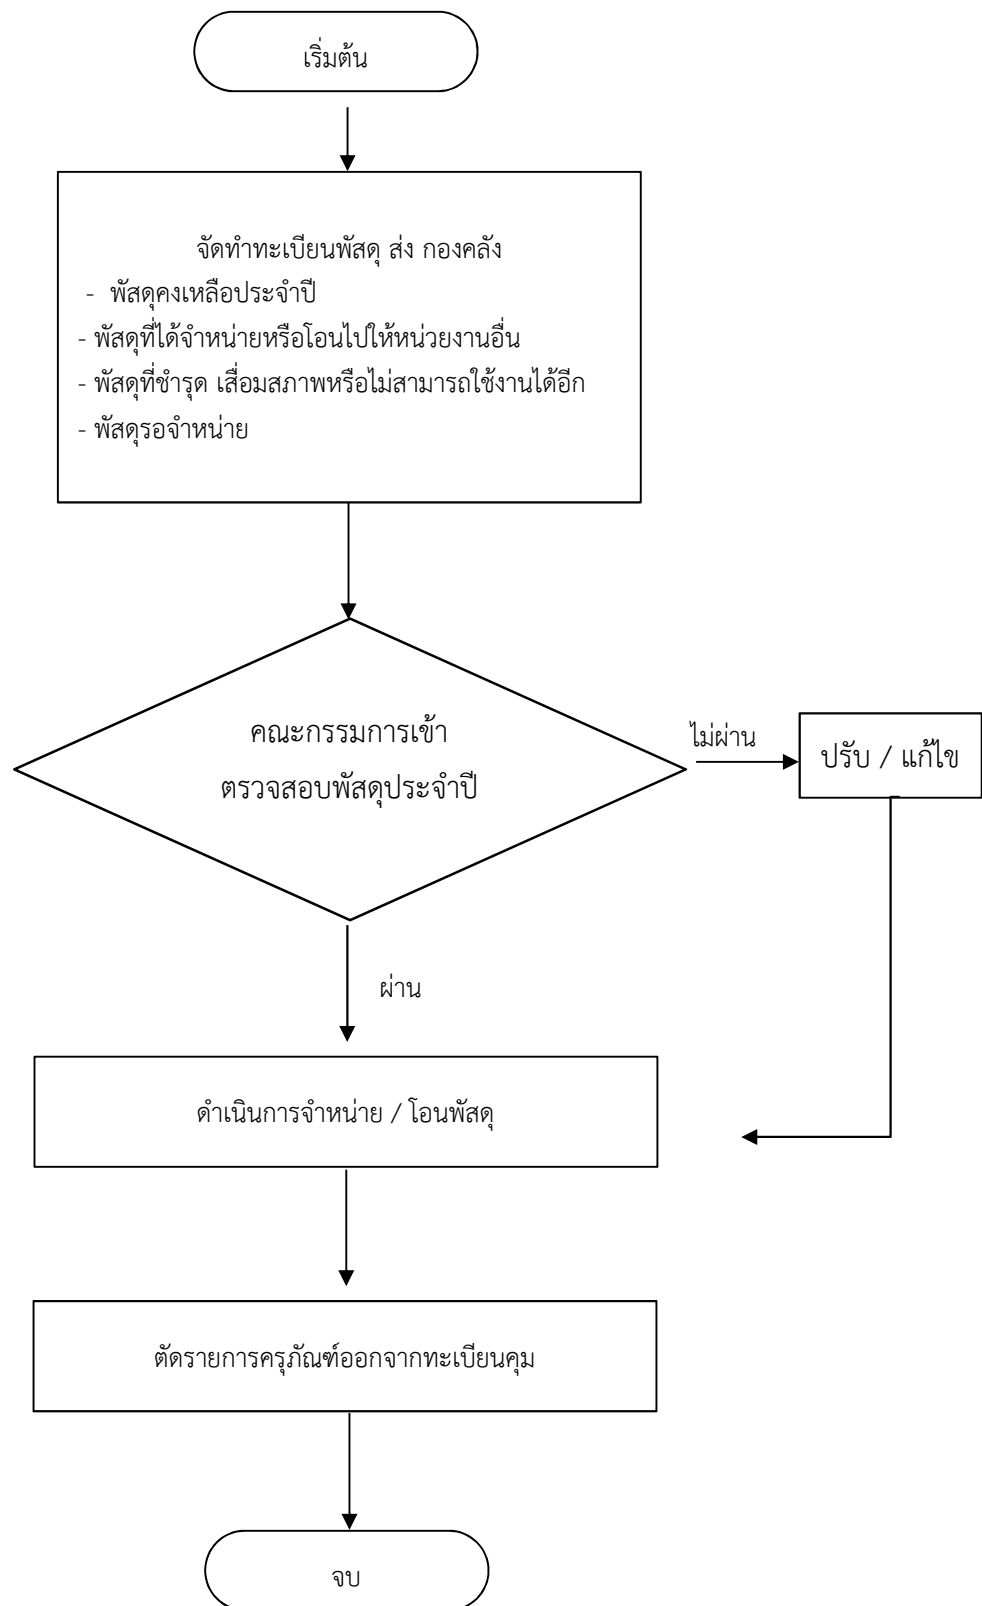 เริ่มต้น
จัดทำทะเบียนพัสดุ ส่ง กองคลัง
- พัสดุคงเหลือประจำปี
- พัสดุที่ได้จำหน่ายหรือโอนไปให้หน่วยงานอื่น
- พัสดุที่ชำรุด เสื่อมสภาพหรือไม่สามารถใช้งานได้อีก
- พัสดุรอจำหน่าย
คณะกรรมการเข้า
ตรวจสอบพัสดุประจำปี
ไม่ผ่าน
ปรับ / แก้ไข
ผ่าน
ดำเนินการจำหน่าย / โอนพัสดุ
ตัดรายการครุภัณฑ์ออกจากทะเบียนคุม
จบ